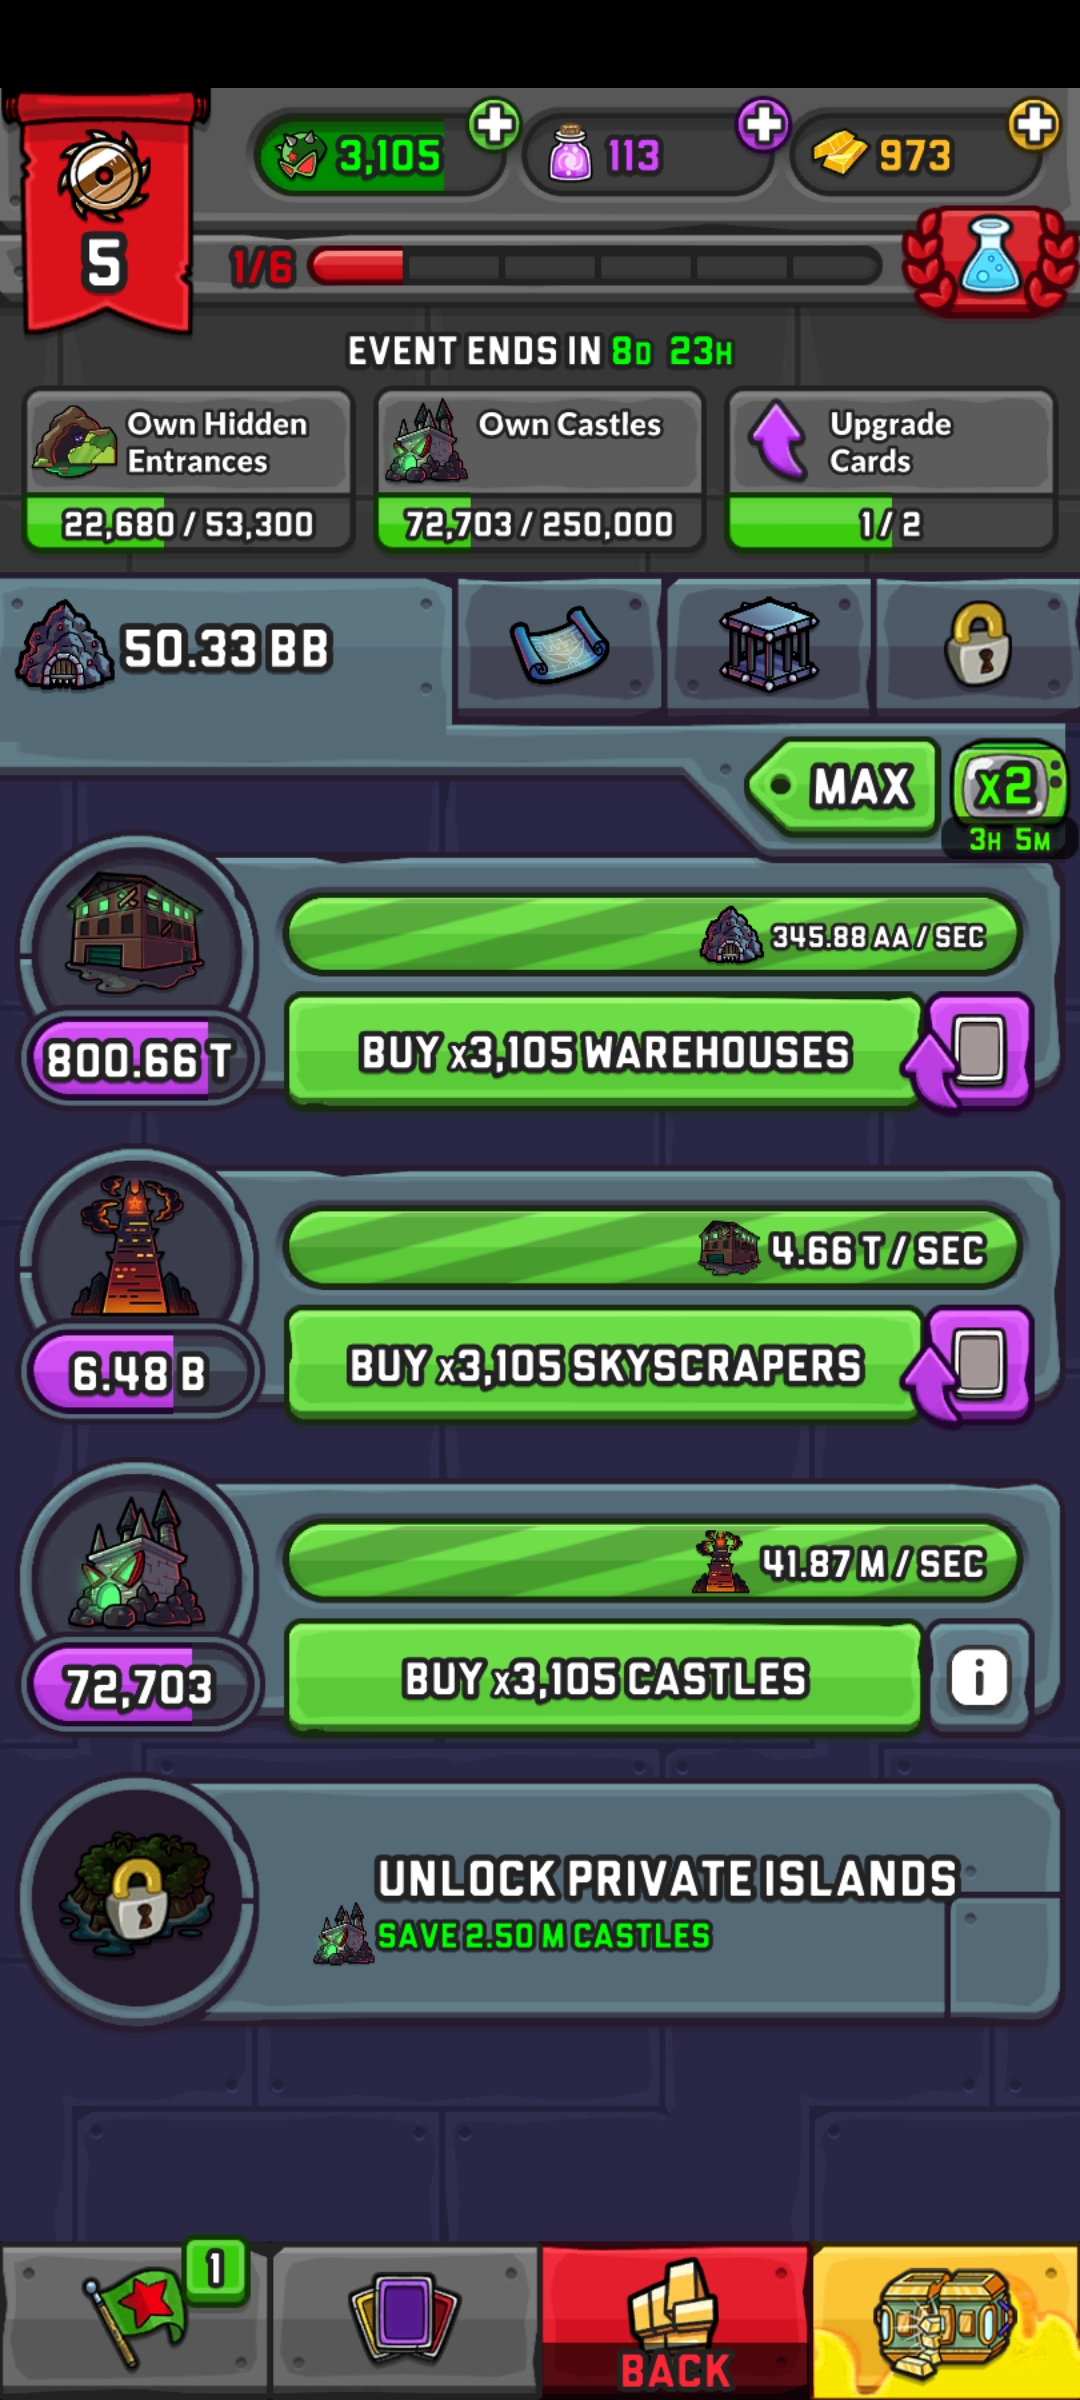 3,105
113
973
5
1/6
EVENT ENDS IN 8D 23H
Own Hidden
Entrances
22,680 / 53,300
Own Castles
72,703 / 250,000
Upgrade
Cards
1 / 2
50.33 BB
MAX
x2
3H 5M
345.88 AA / SEC
800.66 T
BUY x3,105 WAREHOUSES
4.66 T / SEC
6.48 B
BUY x3,105 SKYSCRAPERS
41.87 M / SEC
72,703
BUY x3,105 CASTLES
i
UNLOCK PRIVATE ISLANDS
SAVE 2.50 M CASTLES
1
BACK